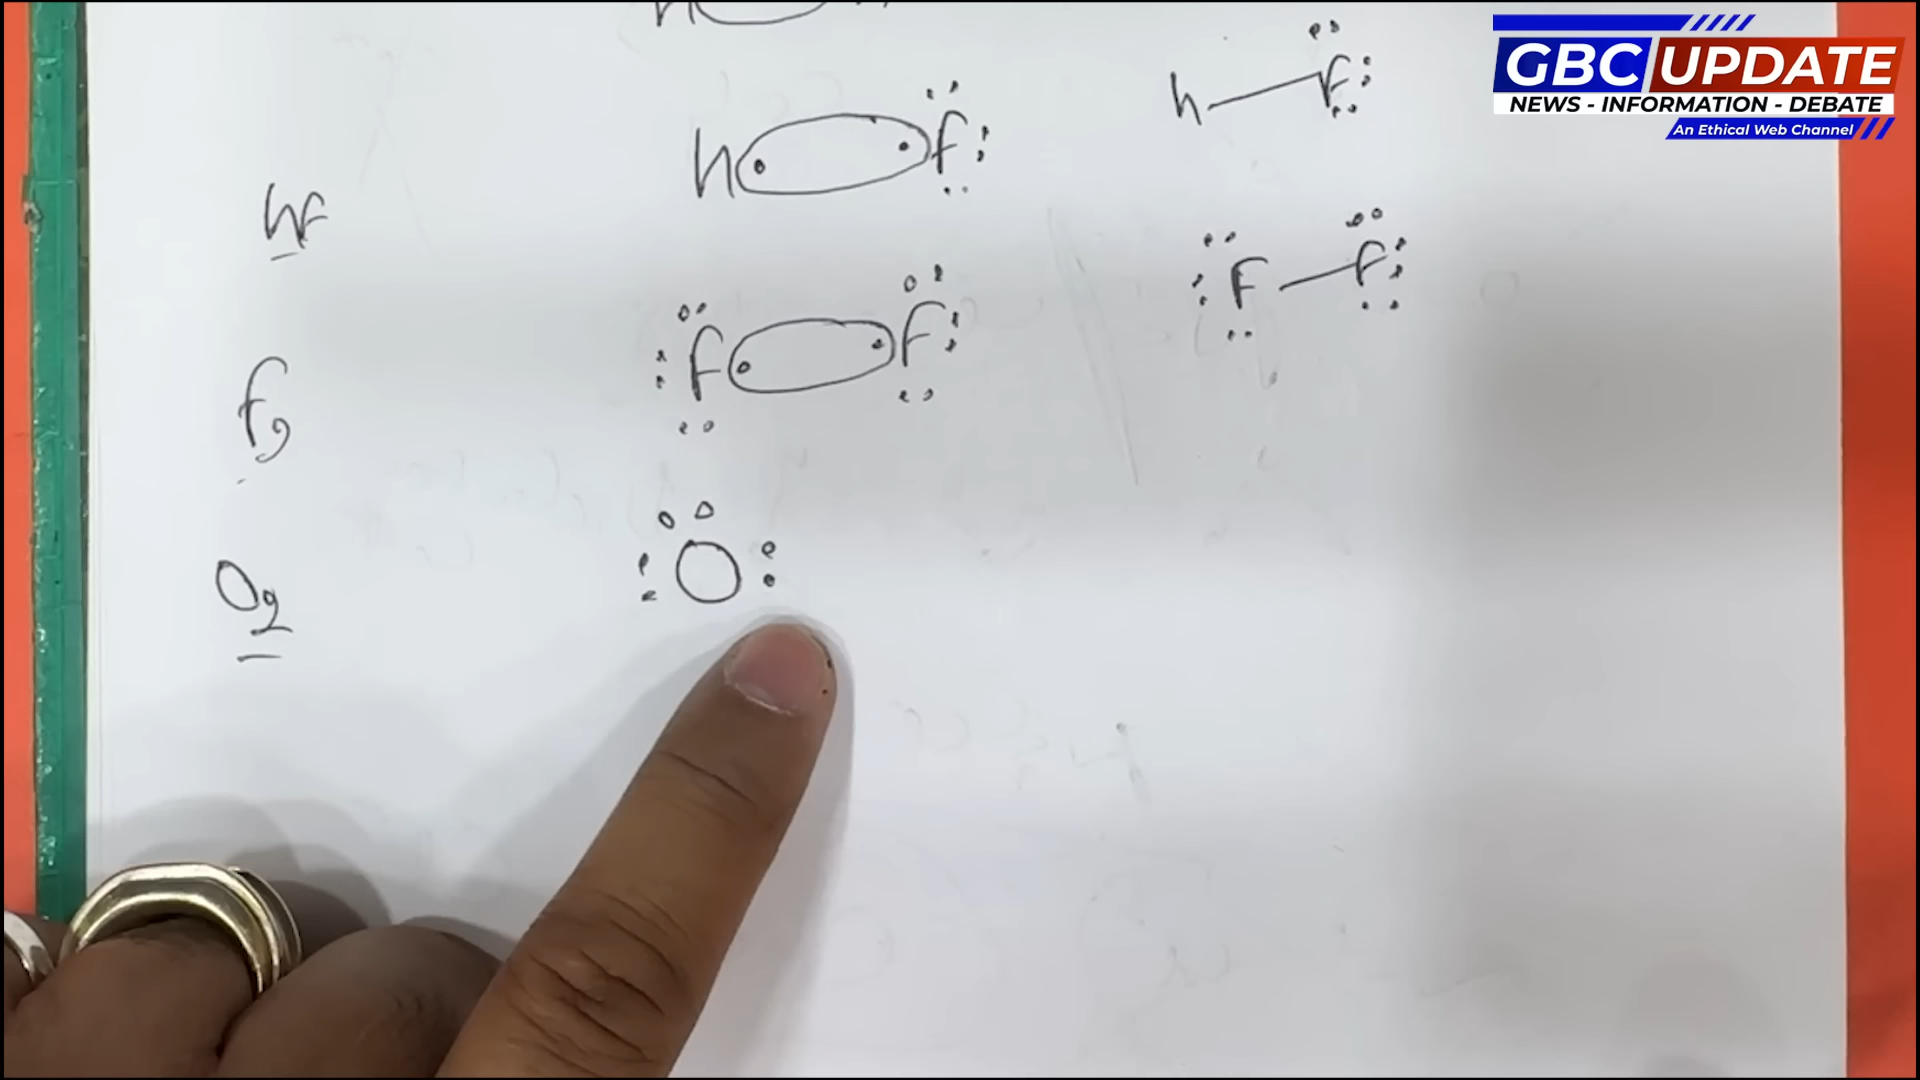 GBC UPDATE
NEWS - INFORMATION - DEBATE
An Ethical Web Channel
h F
h — F
hF
F F
F — F
F2
O2
O